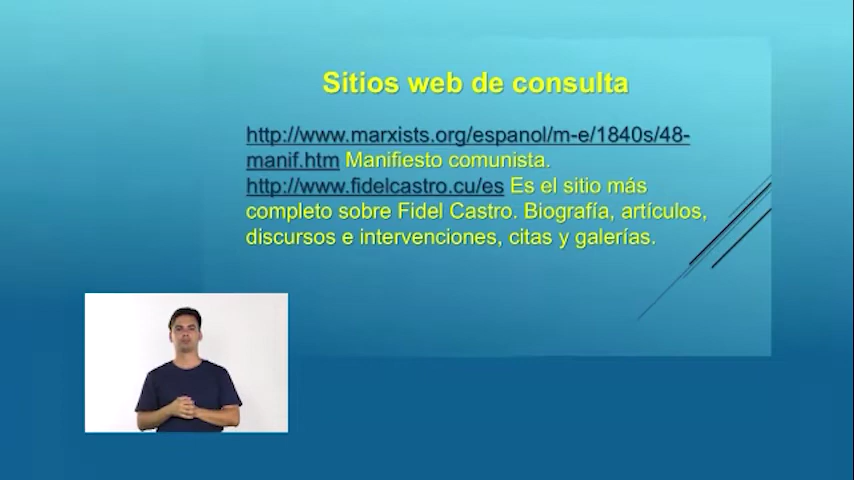 Sitios web de consulta
http://www.marxists.org/espanol/m-e/1840s/48-
manif.htm Manifiesto comunista.
http://www.fidelcastro.cu/es Es el sitio más
completo sobre Fidel Castro. Biografía, artículos,
discursos e intervenciones, citas y galerías.